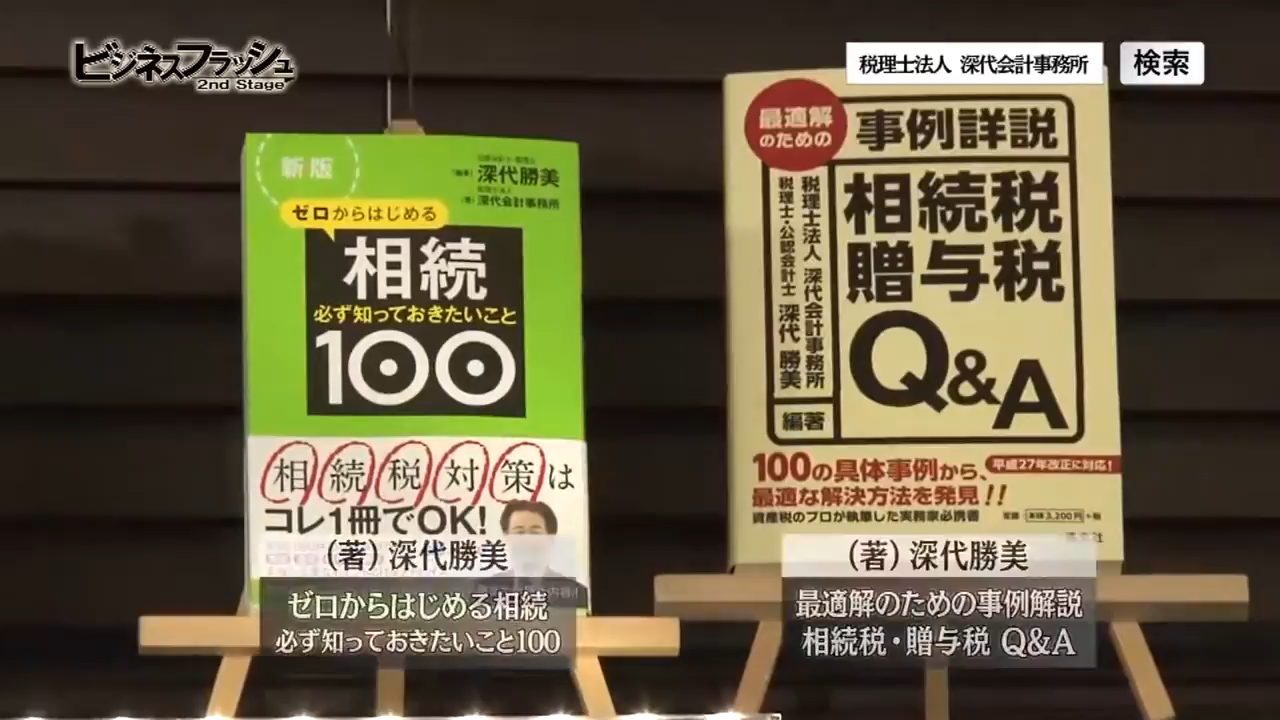 ビジネスフラッシュ
2nd Stage
税理士法人 深代会計事務所
検索
新版
深代勝美
深代会計事務所
ゼロからはじめる
相続
必ず知っておきたいこと
100
相続税対策は
コレ1冊でOK!
(著) 深代勝美
ゼロからはじめる相続
必ず知っておきたいこと100
最適解
のための
事例詳説
相続税
贈与税
Q&A
税理士法人 深代会計事務所
税理士・公認会計士 深代 勝美
編著
100の具体事例から、
平成27年改正に対応!
最適な解決方法を発見!!
資産税のプロが執筆した実務家必携書
定価 本体3,200円+税
(著) 深代勝美
最適解のための事例解説
相続税・贈与税 Q&A